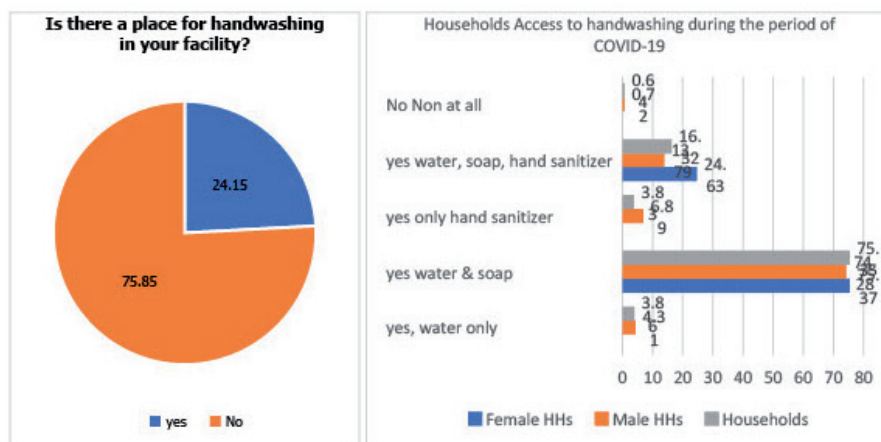 Is there a place for handwashing
in your facility?
24.15
75.85
yes No
Households Access to handwashing during the period of
COVID-19
No Non at all
0.6
0.7
4
2
yes water, soap, hand sanitizer
16.
13
32
24.
79
63
yes only hand sanitizer
3.8
6.8
3
9
yes water & soap
75.
74
28
37
yes, water only
3.8
4.3
6
1
0 10 20 30 40 50 60 70 80
Female HHs Male HHs Households